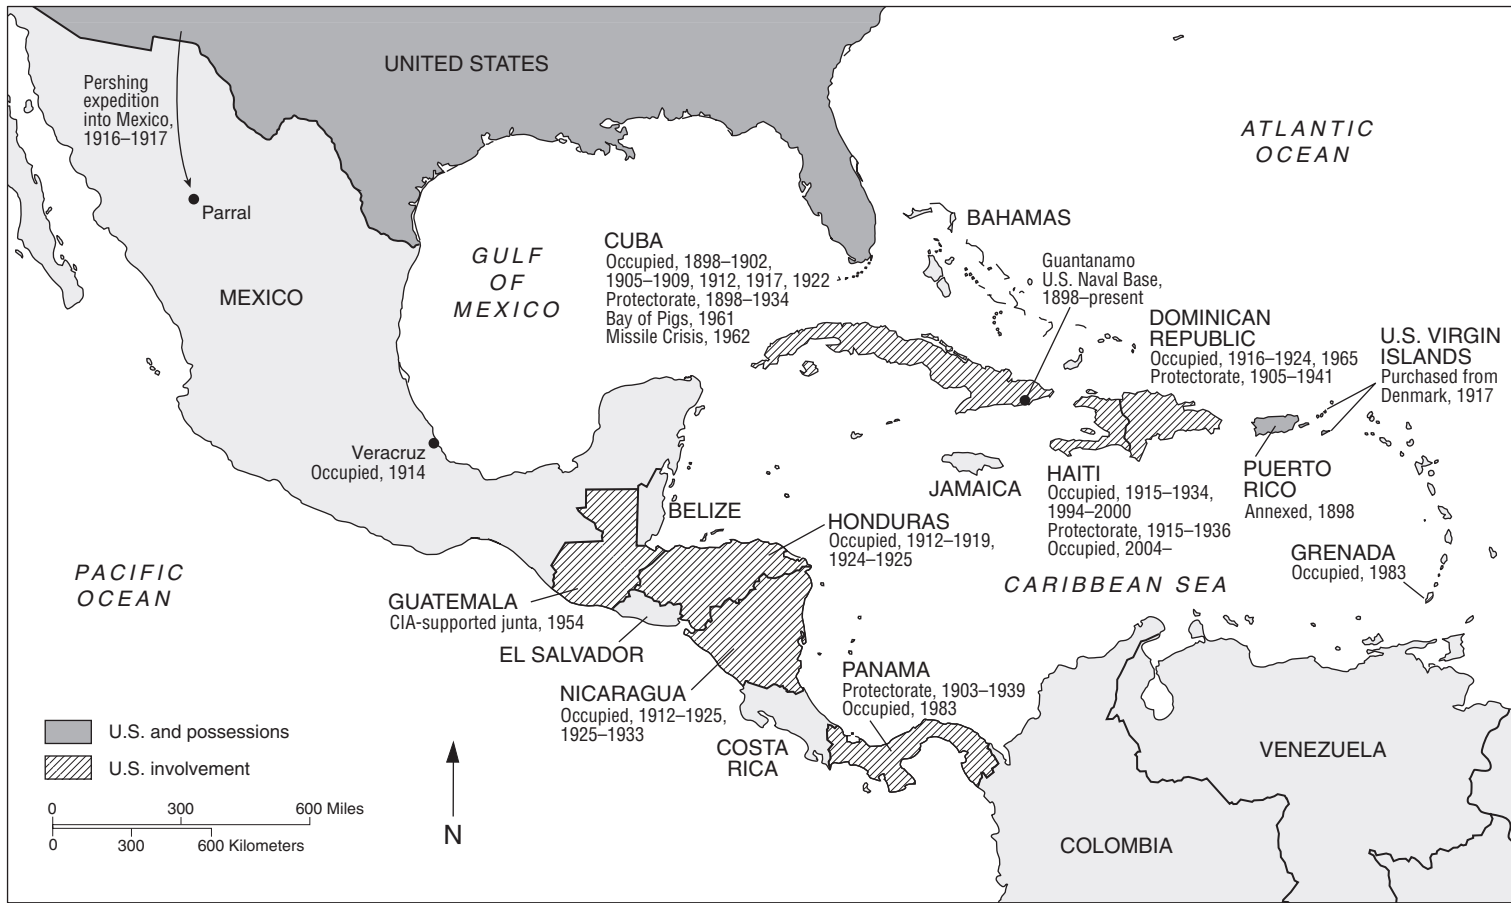 UNITED STATES
Pershing
expedition
into Mexico,
1916–1917
Parral
MEXICO
GULF
OF
MEXICO
ATLANTIC
OCEAN
BAHAMAS
CUBA
Occupied, 1898–1902,
1905–1909, 1912, 1917, 1922
Protectorate, 1898–1934
Bay of Pigs, 1961
Missile Crisis, 1962
Guantanamo
U.S. Naval Base,
1898–present
DOMINICAN
REPUBLIC
Occupied, 1916–1924, 1965
Protectorate, 1905–1941
U.S. VIRGIN
ISLANDS
Purchased from
Denmark, 1917
Veracruz
Occupied, 1914
BELIZE
JAMAICA
HAITI
Occupied, 1915–1934,
1994–2000
Protectorate, 1915–1936
Occupied, 2004–
PUERTO
RICO
Annexed, 1898
HONDURAS
Occupied, 1912–1919,
1924–1925
GRENADA
Occupied, 1983
PACIFIC
OCEAN
CARIBBEAN SEA
GUATEMALA
CIA-supported junta, 1954
EL SALVADOR
NICARAGUA
Occupied, 1912–1925,
1925–1933
PANAMA
Protectorate, 1903–1939
Occupied, 1983
COSTA
RICA
VENEZUELA
COLOMBIA
U.S. and possessions
U.S. involvement
0 300 600 Miles
0 300 600 Kilometers
N